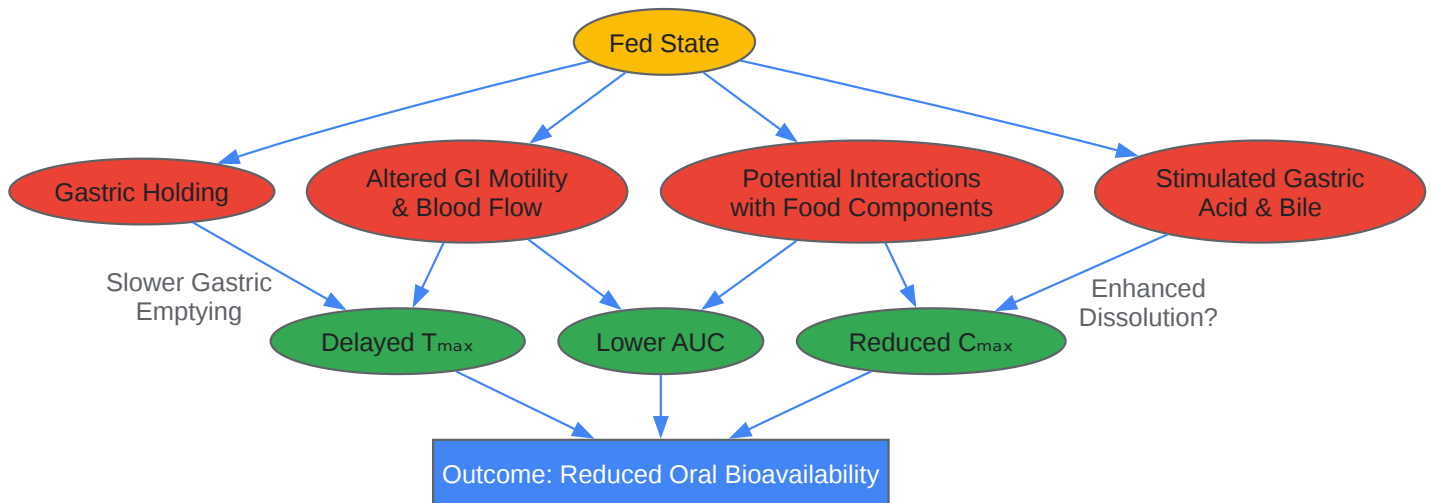 Fed State
Gastric Holding
Altered GI Motility
& Blood Flow
Potential Interactions
with Food Components
Stimulated Gastric
Acid & Bile
Slower Gastric
Emptying
Enhanced
Dissolution?
Delayed Tₘₐₓ
Lower AUC
Reduced Cₘₐₓ
Outcome: Reduced Oral Bioavailability